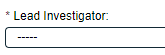 * Lead Investigator:
-----